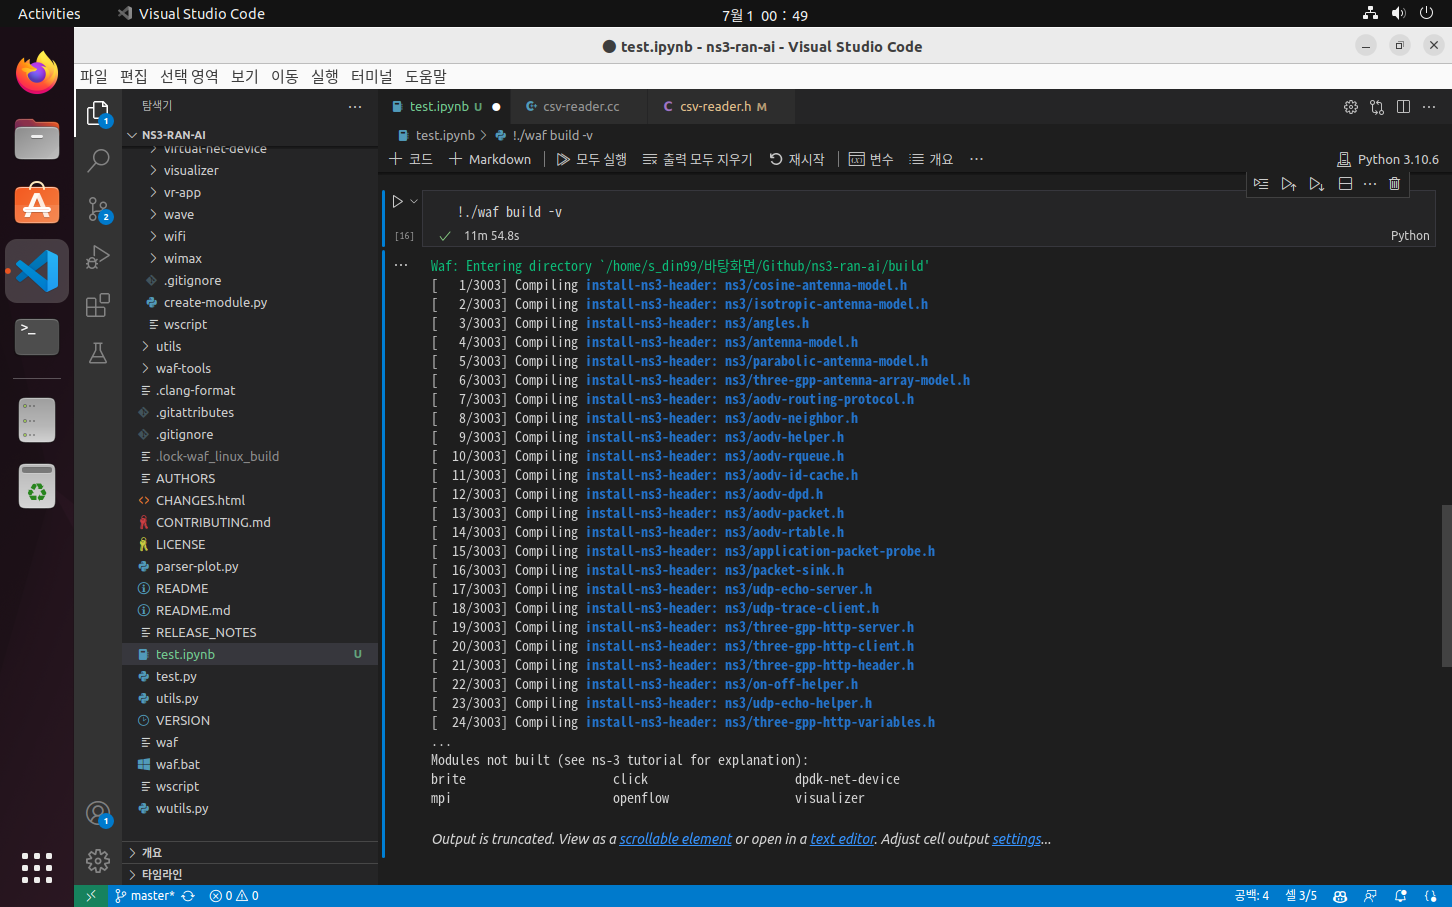 Activities
Visual Studio Code
7월 1 00 : 49
● test.ipynb - ns3-ran-ai - Visual Studio Code
파일 편집 선택 영역 보기 이동 실행 터미널 도움말
탐색기
NS3-RAN-AI
virtual-net-device
visualizer
vr-app
wave
wifi
wimax
.gitignore
create-module.py
wscript
utils
waf-tools
.clang-format
.gitattributes
.gitignore
.lock-waf_linux_build
AUTHORS
CHANGES.html
CONTRIBUTING.md
LICENSE
parser-plot.py
README
README.md
RELEASE_NOTES
test.ipynb U
test.py
utils.py
VERSION
waf
waf.bat
wscript
wutils.py
개요
타임라인
1
2
1
test.ipynb U ●
csv-reader.cc
csv-reader.h M
test.ipynb > !./waf build -v
+ 코드 + Markdown 모두 실행 출력 모두 지우기 재시작 변수 개요 ...
Python 3.10.6
!./waf build -v
[16]
11m 54.8s
Python
Waf: Entering directory `/home/s_din99/바탕화면/Github/ns3-ran-ai/build'
[   1/3003] Compiling install-ns3-header: ns3/cosine-antenna-model.h
[   2/3003] Compiling install-ns3-header: ns3/isotropic-antenna-model.h
[   3/3003] Compiling install-ns3-header: ns3/angles.h
[   4/3003] Compiling install-ns3-header: ns3/antenna-model.h
[   5/3003] Compiling install-ns3-header: ns3/parabolic-antenna-model.h
[   6/3003] Compiling install-ns3-header: ns3/three-gpp-antenna-array-model.h
[   7/3003] Compiling install-ns3-header: ns3/aodv-routing-protocol.h
[   8/3003] Compiling install-ns3-header: ns3/aodv-neighbor.h
[   9/3003] Compiling install-ns3-header: ns3/aodv-helper.h
[  10/3003] Compiling install-ns3-header: ns3/aodv-rqueue.h
[  11/3003] Compiling install-ns3-header: ns3/aodv-id-cache.h
[  12/3003] Compiling install-ns3-header: ns3/aodv-dpd.h
[  13/3003] Compiling install-ns3-header: ns3/aodv-packet.h
[  14/3003] Compiling install-ns3-header: ns3/aodv-rtable.h
[  15/3003] Compiling install-ns3-header: ns3/application-packet-probe.h
[  16/3003] Compiling install-ns3-header: ns3/packet-sink.h
[  17/3003] Compiling install-ns3-header: ns3/udp-echo-server.h
[  18/3003] Compiling install-ns3-header: ns3/udp-trace-client.h
[  19/3003] Compiling install-ns3-header: ns3/three-gpp-http-server.h
[  20/3003] Compiling install-ns3-header: ns3/three-gpp-http-client.h
[  21/3003] Compiling install-ns3-header: ns3/three-gpp-http-header.h
[  22/3003] Compiling install-ns3-header: ns3/on-off-helper.h
[  23/3003] Compiling install-ns3-header: ns3/udp-echo-helper.h
[  24/3003] Compiling install-ns3-header: ns3/three-gpp-http-variables.h
...
Modules not built (see ns-3 tutorial for explanation):
brite click dpdk-net-device
mpi openflow visualizer
Output is truncated. View as a scrollable element or open in a text editor. Adjust cell output settings...
master* 0 0
공백: 4 셀 3/5